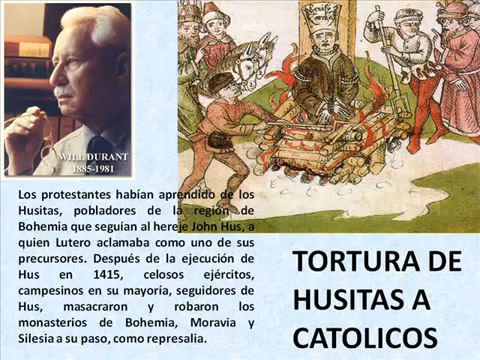 WILL DURANT
1885-1981
Los protestantes habían aprendido de los
Husitas, pobladores de la región de
Bohemia que seguían al hereje John Hus, a
quien Lutero aclamaba como uno de sus
precursores. Después de la ejecución de
Hus en 1415, celosos ejércitos,
campesinos en su mayoría, seguidores de
Hus, masacraron y robaron los
monasterios de Bohemia, Moravia y
Silesia a su paso, como represalia.
TORTURA DE
HUSITAS A
CATOLICOS